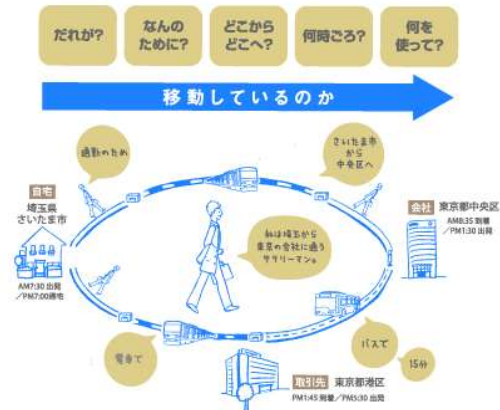 だれが?
なんの
ために?
どこから
どこへ?
何時ごろ?
何を
使って?
移動しているのか
通勤のため
さいたま市
から
中央区へ
自宅
埼玉県
さいたま市
AM7:30 出発
/PM7:00帰宅
私は埼玉から
東京の会社に通う
サラリーマン。
会社 東京都中央区
AM8:35 到着
/PM1:30 出発
電車で
バスで
15分
取引先 東京都港区
PM1:45 到着/PM5:30 出発